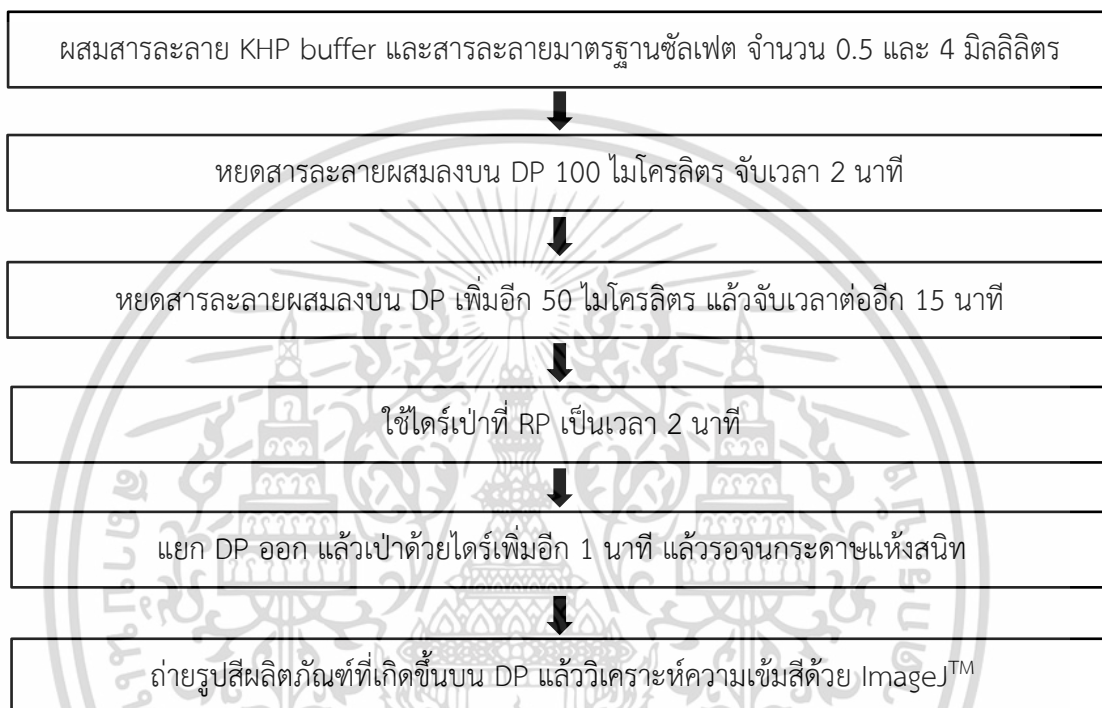 ผสมสารละลาย KHP buffer และสารละลายมาตรฐานซัลเฟต จำนวน 0.5 และ 4 มิลลิลิตร
หยดสารละลายผสมลงบน DP 100 ไมโครลิตร จับเวลา 2 นาที
หยดสารละลายผสมลงบน DP เพิ่มอีก 50 ไมโครลิตร แล้วจับเวลาต่ออีก 15 นาที
ใช้ไดร์เป่าที่ RP เป็นเวลา 2 นาที
แยก DP ออก แล้วเป่าด้วยไดร์เพิ่มอีก 1 นาที แล้วรอจนกระดาษแห้งสนิท
ถ่ายรูปสีผลิตภัณฑ์ที่เกิดขึ้นบน DP แล้ววิเคราะห์ความเข้มสีด้วย ImageJ™